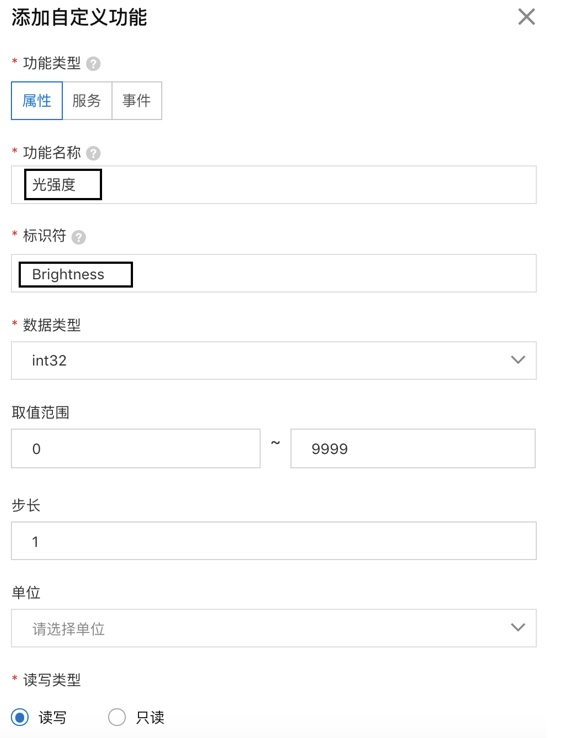 添加自定义功能
* 功能类型 ?
属性 服务 事件
* 功能名称 ?
光强度
* 标识符 ?
Brightness
* 数据类型
int32
取值范围
0 ~ 9999
步长
1
单位
请选择单位
* 读写类型
读写 只读